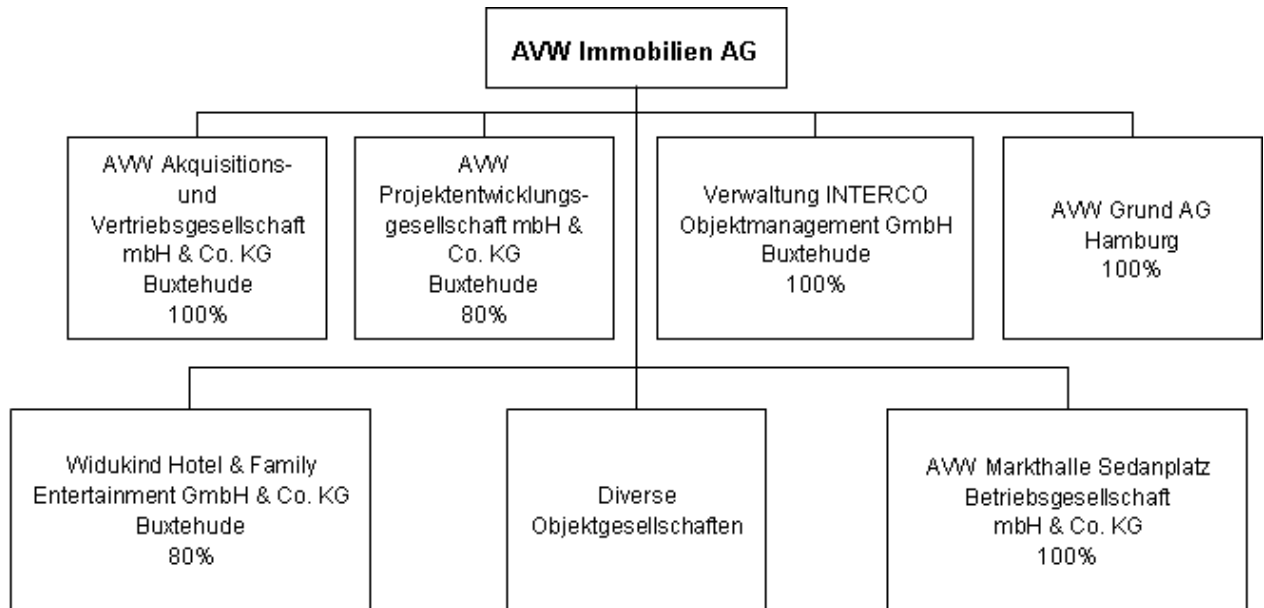 AVW Immobilien AG
AVW Akquisitions-
und
Vertriebsgesellschaft
mbH & Co. KG
Buxtehude
100%
AVW
Projektentwicklungs-
gesellschaft mbH &
Co. KG
Buxtehude
80%
Verwaltung INTERCO
Objektmanagement GmbH
Buxtehude
100%
AVW Grund AG
Hamburg
100%
Widukind Hotel & Family
Entertainment GmbH & Co. KG
Buxtehude
80%
Diverse
Objektgesellschaften
AVW Markthalle Sedanplatz
Betriebsgesellschaft
mbH & Co. KG
100%